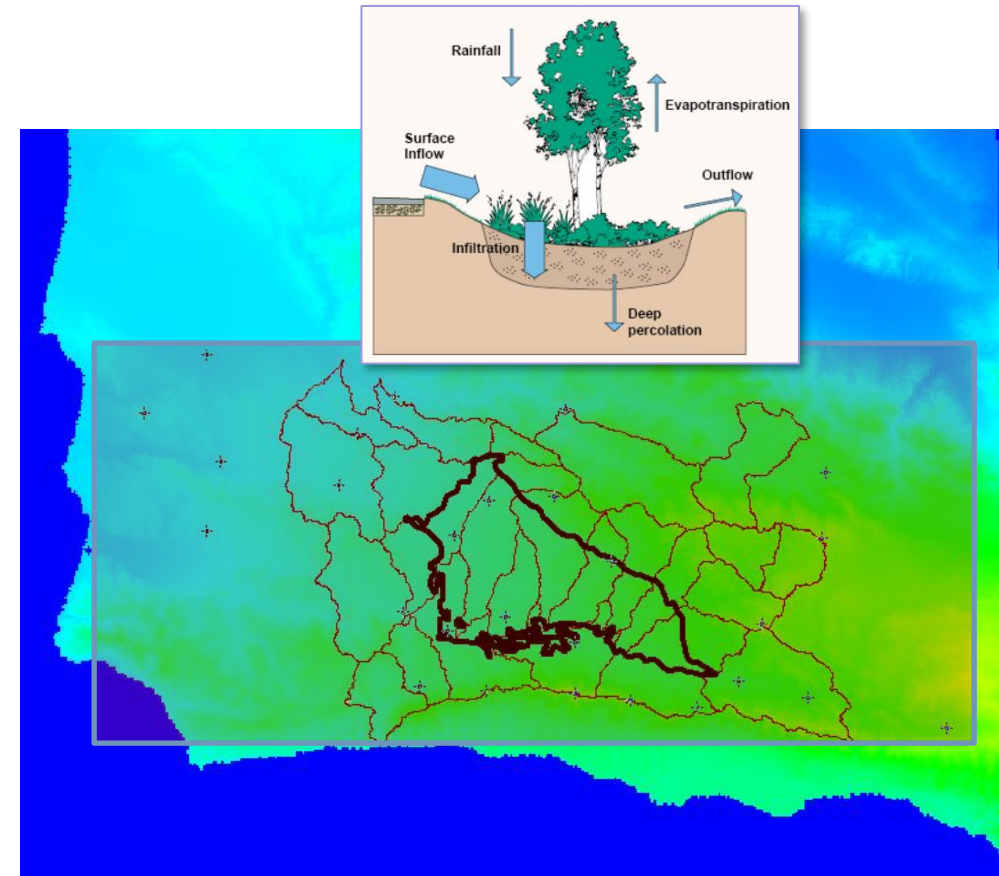 Rainfall
Evapotranspiration
Surface
Inflow
Outflow
Infiltration
Deep
percolation